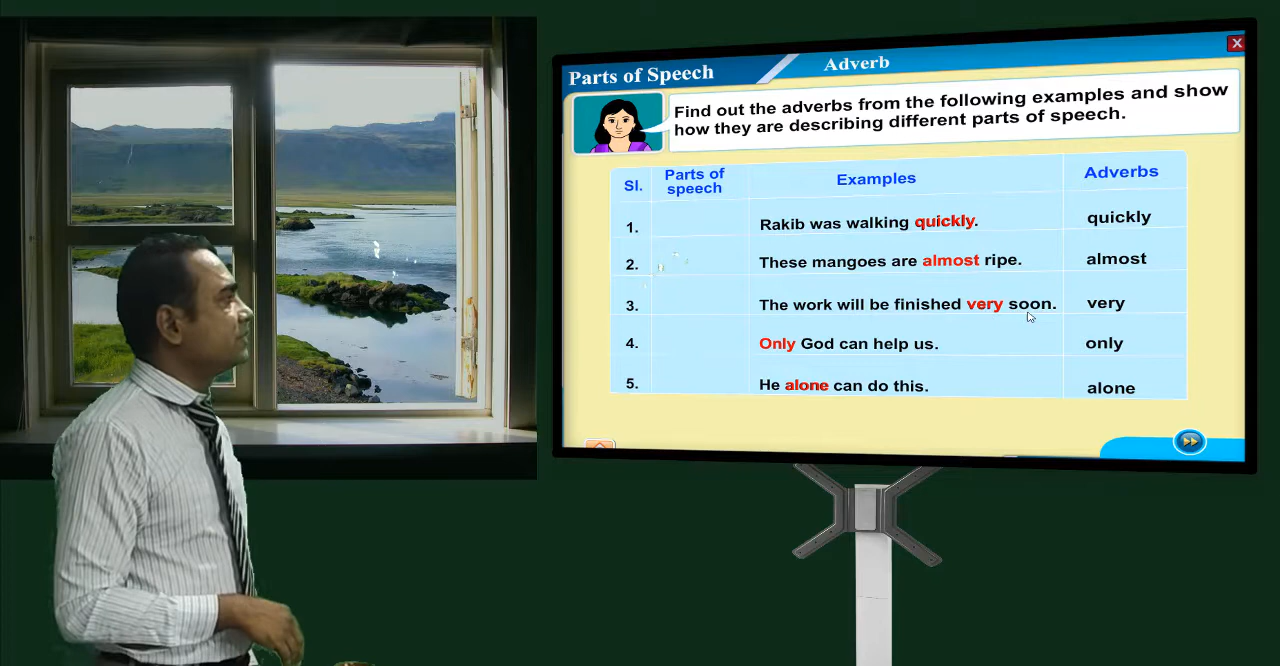 Parts of Speech
Adverb
X
Find out the adverbs from the following examples and show
how they are describing different parts of speech.
Sl. Parts of speech Examples Adverbs
1. Rakib was walking quickly. quickly
2. These mangoes are almost ripe. almost
3. The work will be finished very soon. very
4. Only God can help us. only
5. He alone can do this. alone